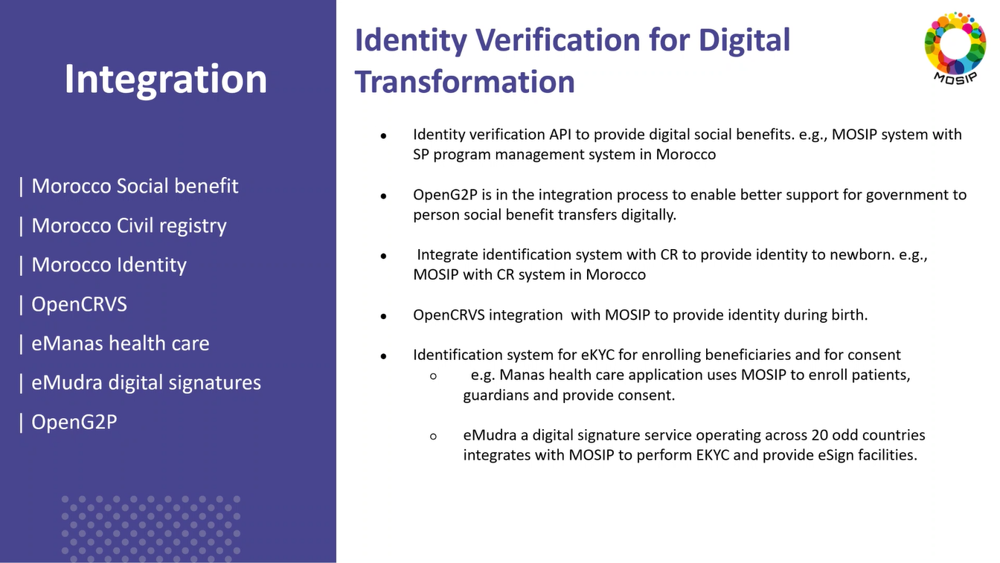 Integration
| Morocco Social benefit
| Morocco Civil registry
| Morocco Identity
| OpenCRVS
| eManas health care
| eMudra digital signatures
| OpenG2P
Identity Verification for Digital
Transformation
MOSIP
● Identity verification API to provide digital social benefits. e.g., MOSIP system with
SP program management system in Morocco
● OpenG2P is in the integration process to enable better support for government to
person social benefit transfers digitally.
● Integrate identification system with CR to provide identity to newborn. e.g.,
MOSIP with CR system in Morocco
● OpenCRVS integration with MOSIP to provide identity during birth.
● Identification system for eKYC for enrolling beneficiaries and for consent
○ e.g. Manas health care application uses MOSIP to enroll patients,
guardians and provide consent.
○ eMudra a digital signature service operating across 20 odd countries
integrates with MOSIP to perform EKYC and provide eSign facilities.